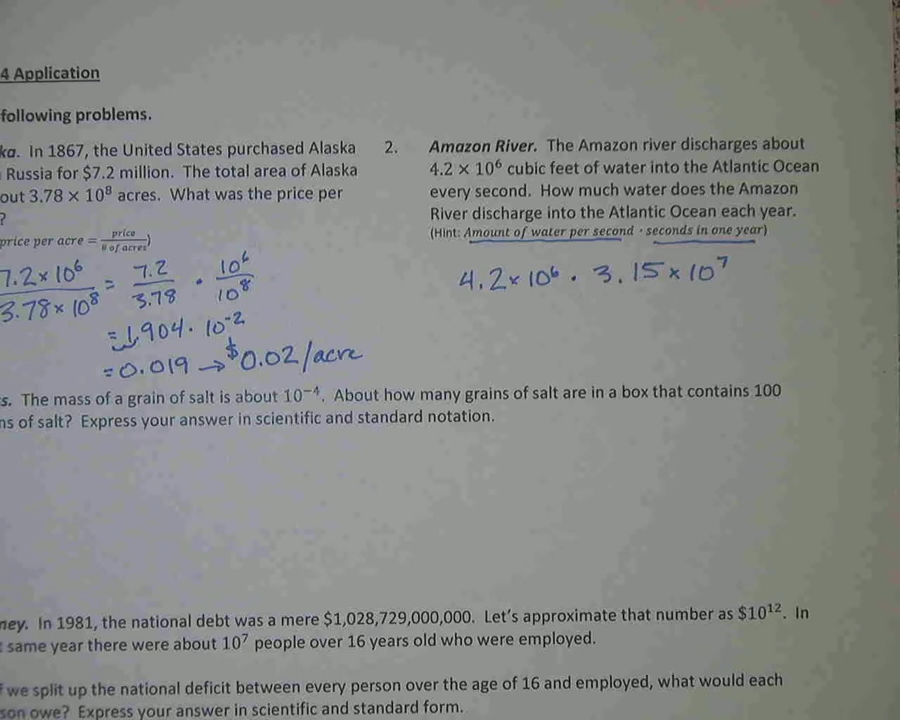 4 Application
following problems.
ka. In 1867, the United States purchased Alaska
Russia for $7.2 million. The total area of Alaska
out 3.78 × 10⁸ acres. What was the price per
?
price per acre = price / # of acres)
7.2 × 10⁶ / 3.78 × 10⁸ = 7.2 / 3.78 · 10⁶ / 10⁸
= 1.904 · 10⁻²
= 0.019 → $0.02/acre
2. Amazon River. The Amazon river discharges about
4.2 × 10⁶ cubic feet of water into the Atlantic Ocean
every second. How much water does the Amazon
River discharge into the Atlantic Ocean each year.
(Hint: Amount of water per second · seconds in one year)
4.2 × 10⁶ · 3.15 × 10⁷
s. The mass of a grain of salt is about 10⁻⁴. About how many grains of salt are in a box that contains 100
ns of salt? Express your answer in scientific and standard notation.
ney. In 1981, the national debt was a mere $1,028,729,000,000. Let's approximate that number as $10¹². In
same year there were about 10⁷ people over 16 years old who were employed.
f we split up the national deficit between every person over the age of 16 and employed, what would each
son owe? Express your answer in scientific and standard form.